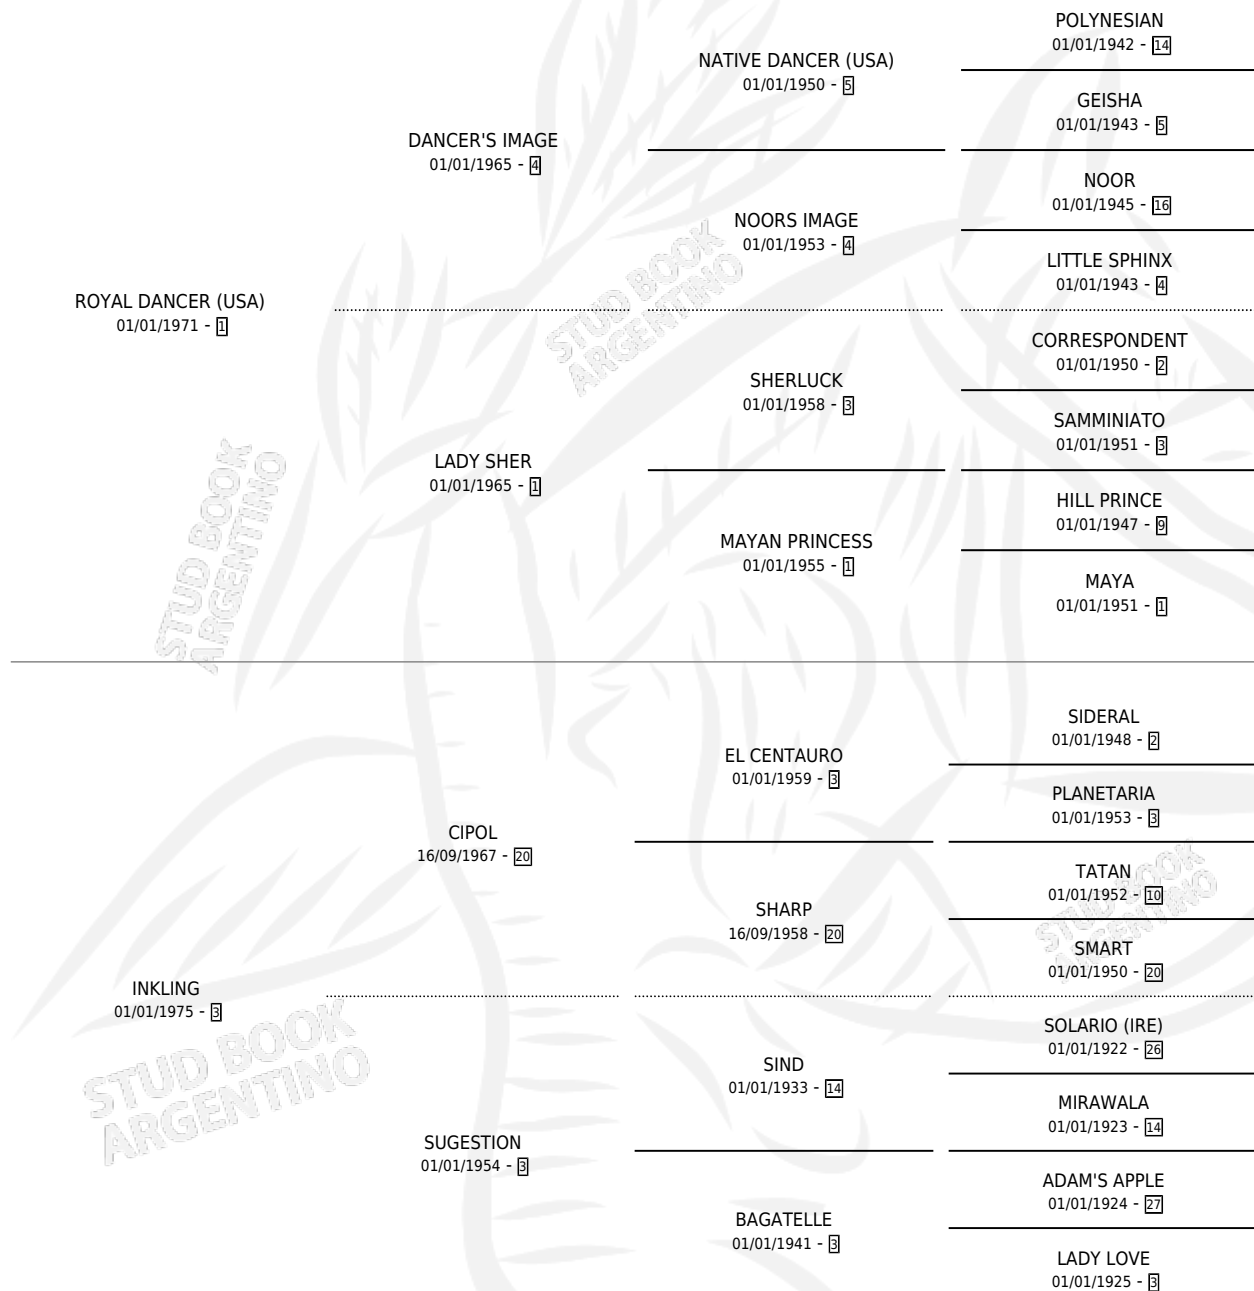 POLYNESIAN
01/01/1942 - 14
NATIVE DANCER (USA)
01/01/1950 - 5
GEISHA
01/01/1943 - 5
DANCER'S IMAGE
01/01/1965 - 4
NOOR
01/01/1945 - 16
NOORS IMAGE
01/01/1953 - 4
LITTLE SPHINX
01/01/1943 - 4
ROYAL DANCER (USA)
01/01/1971 - 1
CORRESPONDENT
01/01/1950 - 2
SHERLUCK
01/01/1958 - 3
SAMMINIATO
01/01/1951 - 3
LADY SHER
01/01/1965 - 1
HILL PRINCE
01/01/1947 - 9
MAYAN PRINCESS
01/01/1955 - 1
MAYA
01/01/1951 - 1
STUD BOOK
ARGENTINO
STUD BOOK
ARGENTINO
SIDERAL
01/01/1948 - 2
EL CENTAURO
01/01/1959 - 3
PLANETARIA
01/01/1953 - 3
CIPOL
16/09/1967 - 20
TATAN
01/01/1952 - 10
SHARP
16/09/1958 - 20
SMART
01/01/1950 - 20
INKLING
01/01/1975 - 3
SOLARIO (IRE)
01/01/1922 - 26
SIND
01/01/1933 - 14
MIRAWALA
01/01/1923 - 14
SUGESTION
01/01/1954 - 3
ADAM'S APPLE
01/01/1924 - 27
BAGATELLE
01/01/1941 - 3
LADY LOVE
01/01/1925 - 3
STUD BOOK
ARGENTINO
STUD BOOK
ARGENTINO